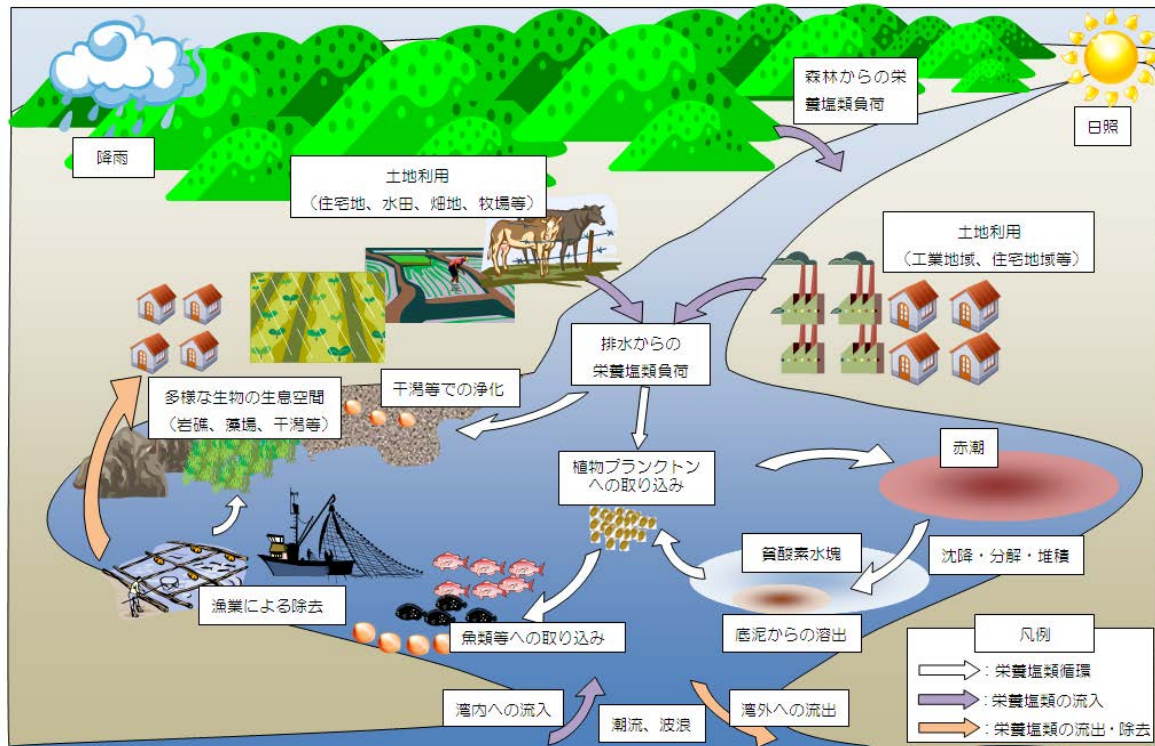 森林からの栄
養塩類負荷
日照
降雨
土地利用
（住宅地、水田、畑地、牧場等）
土地利用
（工業地域、住宅地域等）
排水からの
栄養塩類負荷
干潟等での浄化
多様な生物の生息空間
（岩礁、藻場、干潟等）
赤潮
植物プランクトン
への取り込み
貧酸素水塊
沈降・分解・堆積
漁業による除去
魚類等への取り込み
底泥からの溶出
凡例
：栄養塩類循環
：栄養塩類の流入
：栄養塩類の流出・除去
湾内への流入
潮流、波浪
湾外への流出